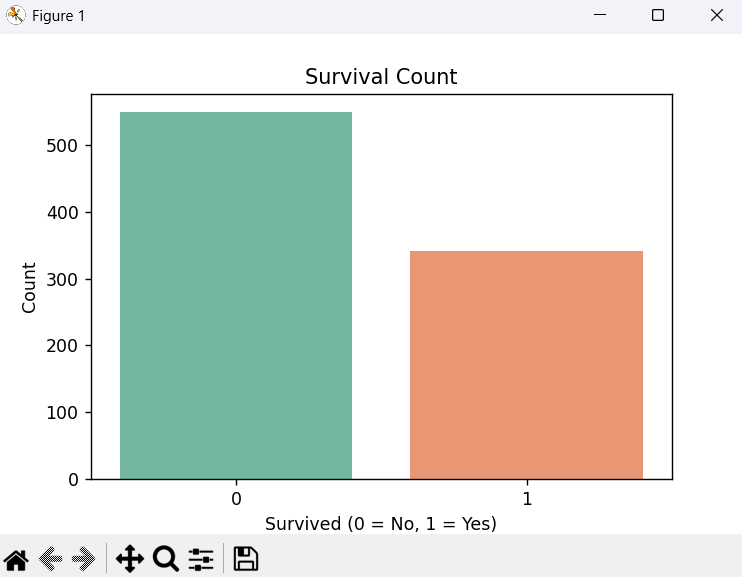 Figure 1
Survival Count
500
400
300
200
100
0
Count
0 1
Survived (0 = No, 1 = Yes)